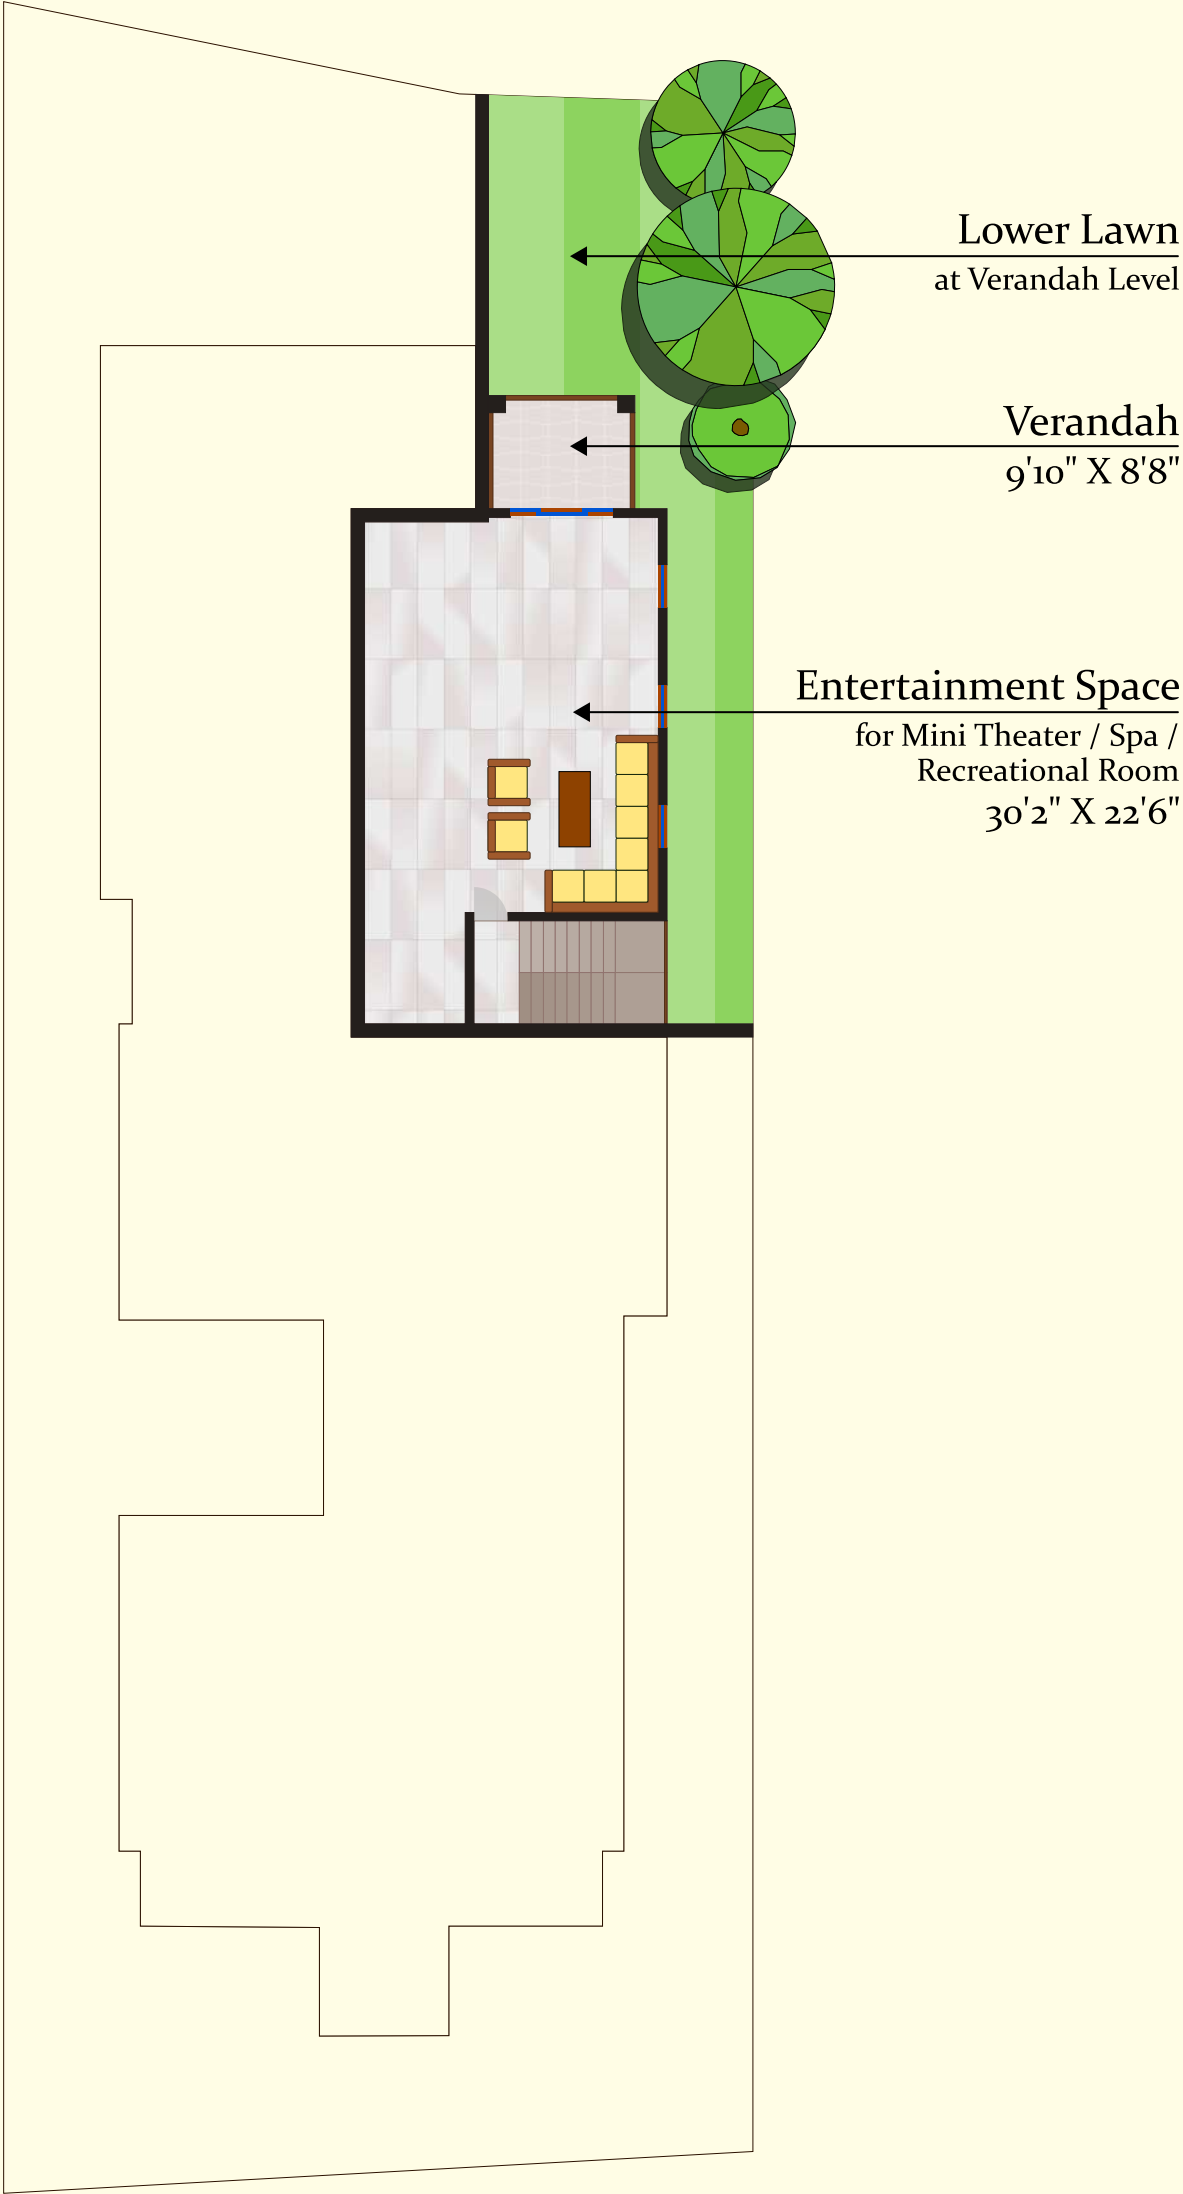 Lower Lawn
at Verandah Level
Verandah
9'10" X 8'8"
Entertainment Space
for Mini Theater / Spa /
Recreational Room
30'2" X 22'6"